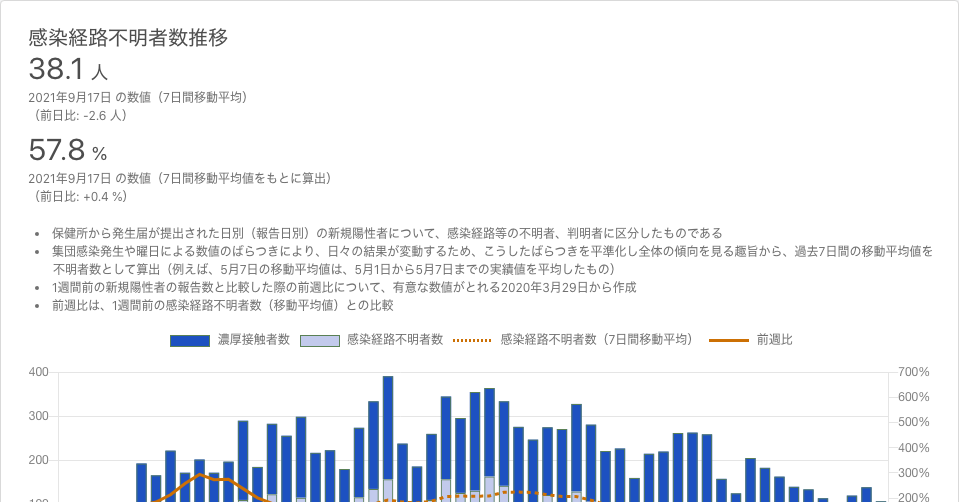 感染経路不明者数推移
38.1 人
2021年9月17日 の数値（7日間移動平均）
（前日比: -2.6 人）
57.8 %
2021年9月17日 の数値（7日間移動平均値をもとに算出）
（前日比: +0.4 %）
• 保健所から発生届が提出された日別（報告日別）の新規陽性者について、感染経路等の不明者、判明者に区分したものである
• 集団感染発生や曜日による数値のばらつきにより、日々の結果が変動するため、こうしたばらつきを平準化し全体の傾向を見る趣旨から、過去7日間の移動平均値を
不明者数として算出（例えば、5月7日の移動平均値は、5月1日から5月7日までの実績値を平均したもの）
• 1週間前の新規陽性者の報告数と比較した際の前週比について、有意な数値がとれる2020年3月29日から作成
• 前週比は、1週間前の感染経路不明者数（移動平均値）との比較
濃厚接触者数 感染経路不明者数 感染経路不明者数（7日間移動平均） 前週比
400 700%
600%
300 500%
400%
200 300%
100 200%